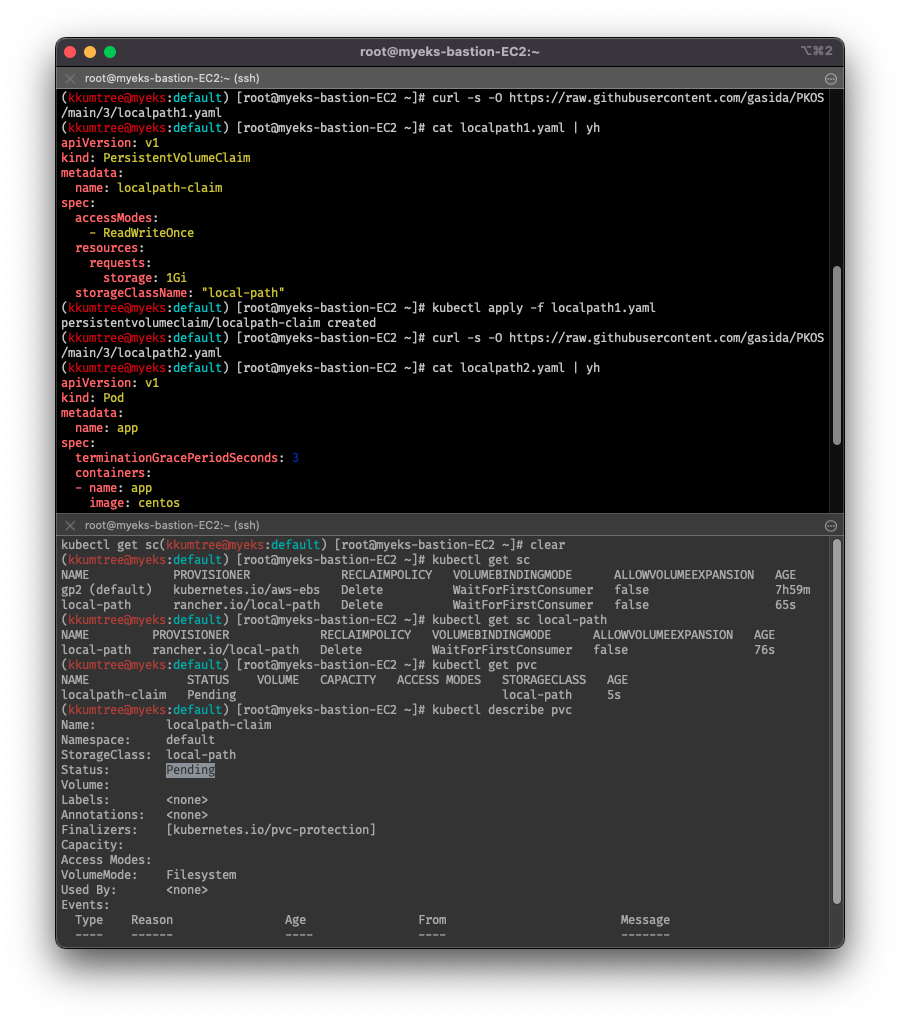 root@myeks-bastion-EC2:~
⌥⌘2
root@myeks-bastion-EC2:~ (ssh)
(kkumtree@myeks:default) [root@myeks-bastion-EC2 ~]# curl -s -O https://raw.githubusercontent.com/gasida/PKOS
/main/3/localpath1.yaml
(kkumtree@myeks:default) [root@myeks-bastion-EC2 ~]# cat localpath1.yaml | yh
apiVersion: v1
kind: PersistentVolumeClaim
metadata:
  name: localpath-claim
spec:
  accessModes:
    - ReadWriteOnce
  resources:
    requests:
      storage: 1Gi
  storageClassName: "local-path"
(kkumtree@myeks:default) [root@myeks-bastion-EC2 ~]# kubectl apply -f localpath1.yaml
persistentvolumeclaim/localpath-claim created
(kkumtree@myeks:default) [root@myeks-bastion-EC2 ~]# curl -s -O https://raw.githubusercontent.com/gasida/PKOS
/main/3/localpath2.yaml
(kkumtree@myeks:default) [root@myeks-bastion-EC2 ~]# cat localpath2.yaml | yh
apiVersion: v1
kind: Pod
metadata:
  name: app
spec:
  terminationGracePeriodSeconds: 3
  containers:
  - name: app
    image: centos
root@myeks-bastion-EC2:~ (ssh)
kubectl get sc(kkumtree@myeks:default) [root@myeks-bastion-EC2 ~]# clear
(kkumtree@myeks:default) [root@myeks-bastion-EC2 ~]# kubectl get sc
NAME            PROVISIONER             RECLAIMPOLICY   VOLUMEBINDINGMODE      ALLOWVOLUMEEXPANSION   AGE
gp2 (default)   kubernetes.io/aws-ebs   Delete          WaitForFirstConsumer   false                  7h59m
local-path      rancher.io/local-path   Delete          WaitForFirstConsumer   false                  65s
(kkumtree@myeks:default) [root@myeks-bastion-EC2 ~]# kubectl get sc local-path
NAME         PROVISIONER             RECLAIMPOLICY   VOLUMEBINDINGMODE      ALLOWVOLUMEEXPANSION   AGE
local-path   rancher.io/local-path   Delete          WaitForFirstConsumer   false                  76s
(kkumtree@myeks:default) [root@myeks-bastion-EC2 ~]# kubectl get pvc
NAME              STATUS    VOLUME   CAPACITY   ACCESS MODES   STORAGECLASS   AGE
localpath-claim   Pending                                      local-path     5s
(kkumtree@myeks:default) [root@myeks-bastion-EC2 ~]# kubectl describe pvc
Name:          localpath-claim
Namespace:     default
StorageClass:  local-path
Status:        Pending
Volume:
Labels:        <none>
Annotations:   <none>
Finalizers:    [kubernetes.io/pvc-protection]
Capacity:
Access Modes:
VolumeMode:    Filesystem
Used By:       <none>
Events:
  Type    Reason                Age                From                         Message
  ----    ------                ----               ----                         -------